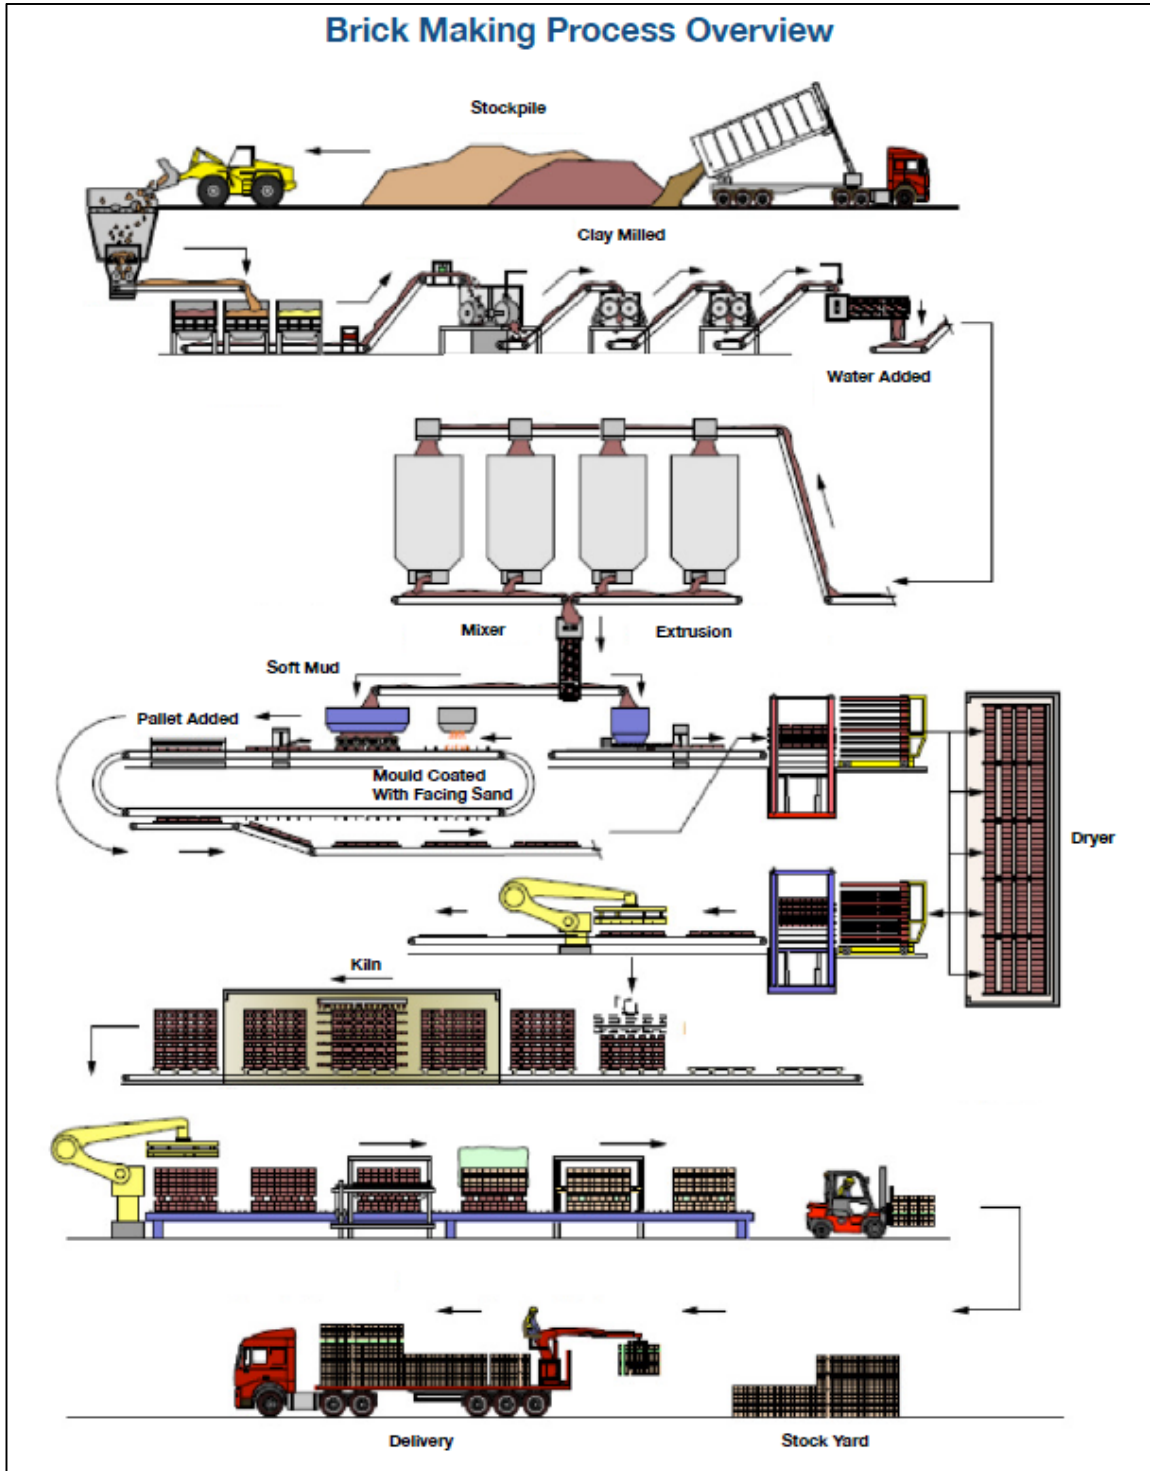 Brick Making Process Overview
Stockpile
Clay Milled
Water Added
Mixer
Extrusion
Soft Mud
Pallet Added
Mould Coated
With Facing Sand
Dryer
Kiln
Delivery
Stock Yard